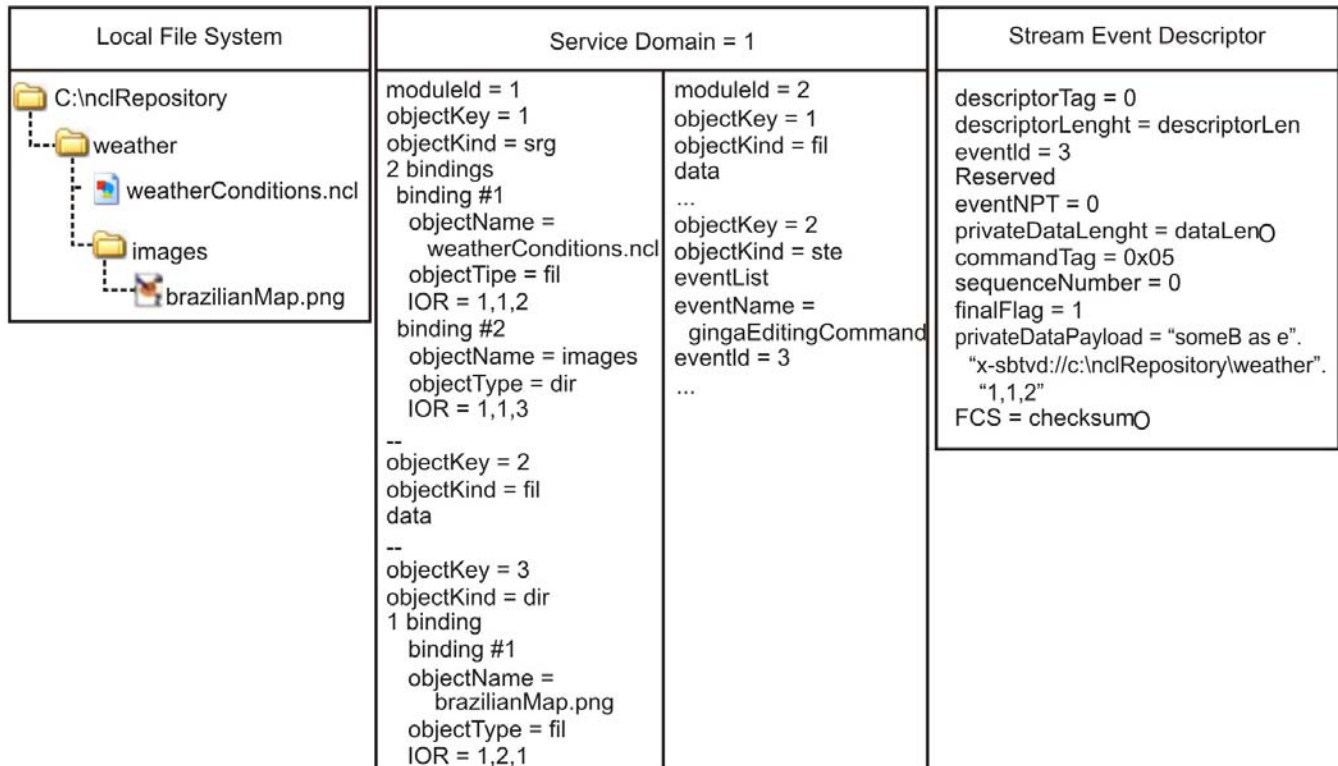 Local File System
C:\nclRepository
weather
weatherConditions.ncl
images
brazilianMap.png
Service Domain = 1
moduleId = 1
objectKey = 1
objectKind = srg
2 bindings
binding #1
objectName =
weatherConditions.ncl
objectTipe = fil
IOR = 1,1,2
binding #2
objectName = images
objectType = dir
IOR = 1,1,3
--
objectKey = 2
objectKind = fil
data
--
objectKey = 3
objectKind = dir
1 binding
binding #1
objectName =
brazilianMap.png
objectType = fil
IOR = 1,2,1
moduleId = 2
objectKey = 1
objectKind = fil
data
...
objectKey = 2
objectKind = ste
eventList
eventName =
gingaEditingCommand
eventId = 3
...
Stream Event Descriptor
descriptorTag = 0
descriptorLenght = descriptorLen
eventId = 3
Reserved
eventNPT = 0
privateDataLenght = dataLen()
commandTag = 0x05
sequenceNumber = 0
finalFlag = 1
privateDataPayload = “someB as e”.
“x-sbtvd://c:\nclRepository\weather”.
“1,1,2”
FCS = checksum()